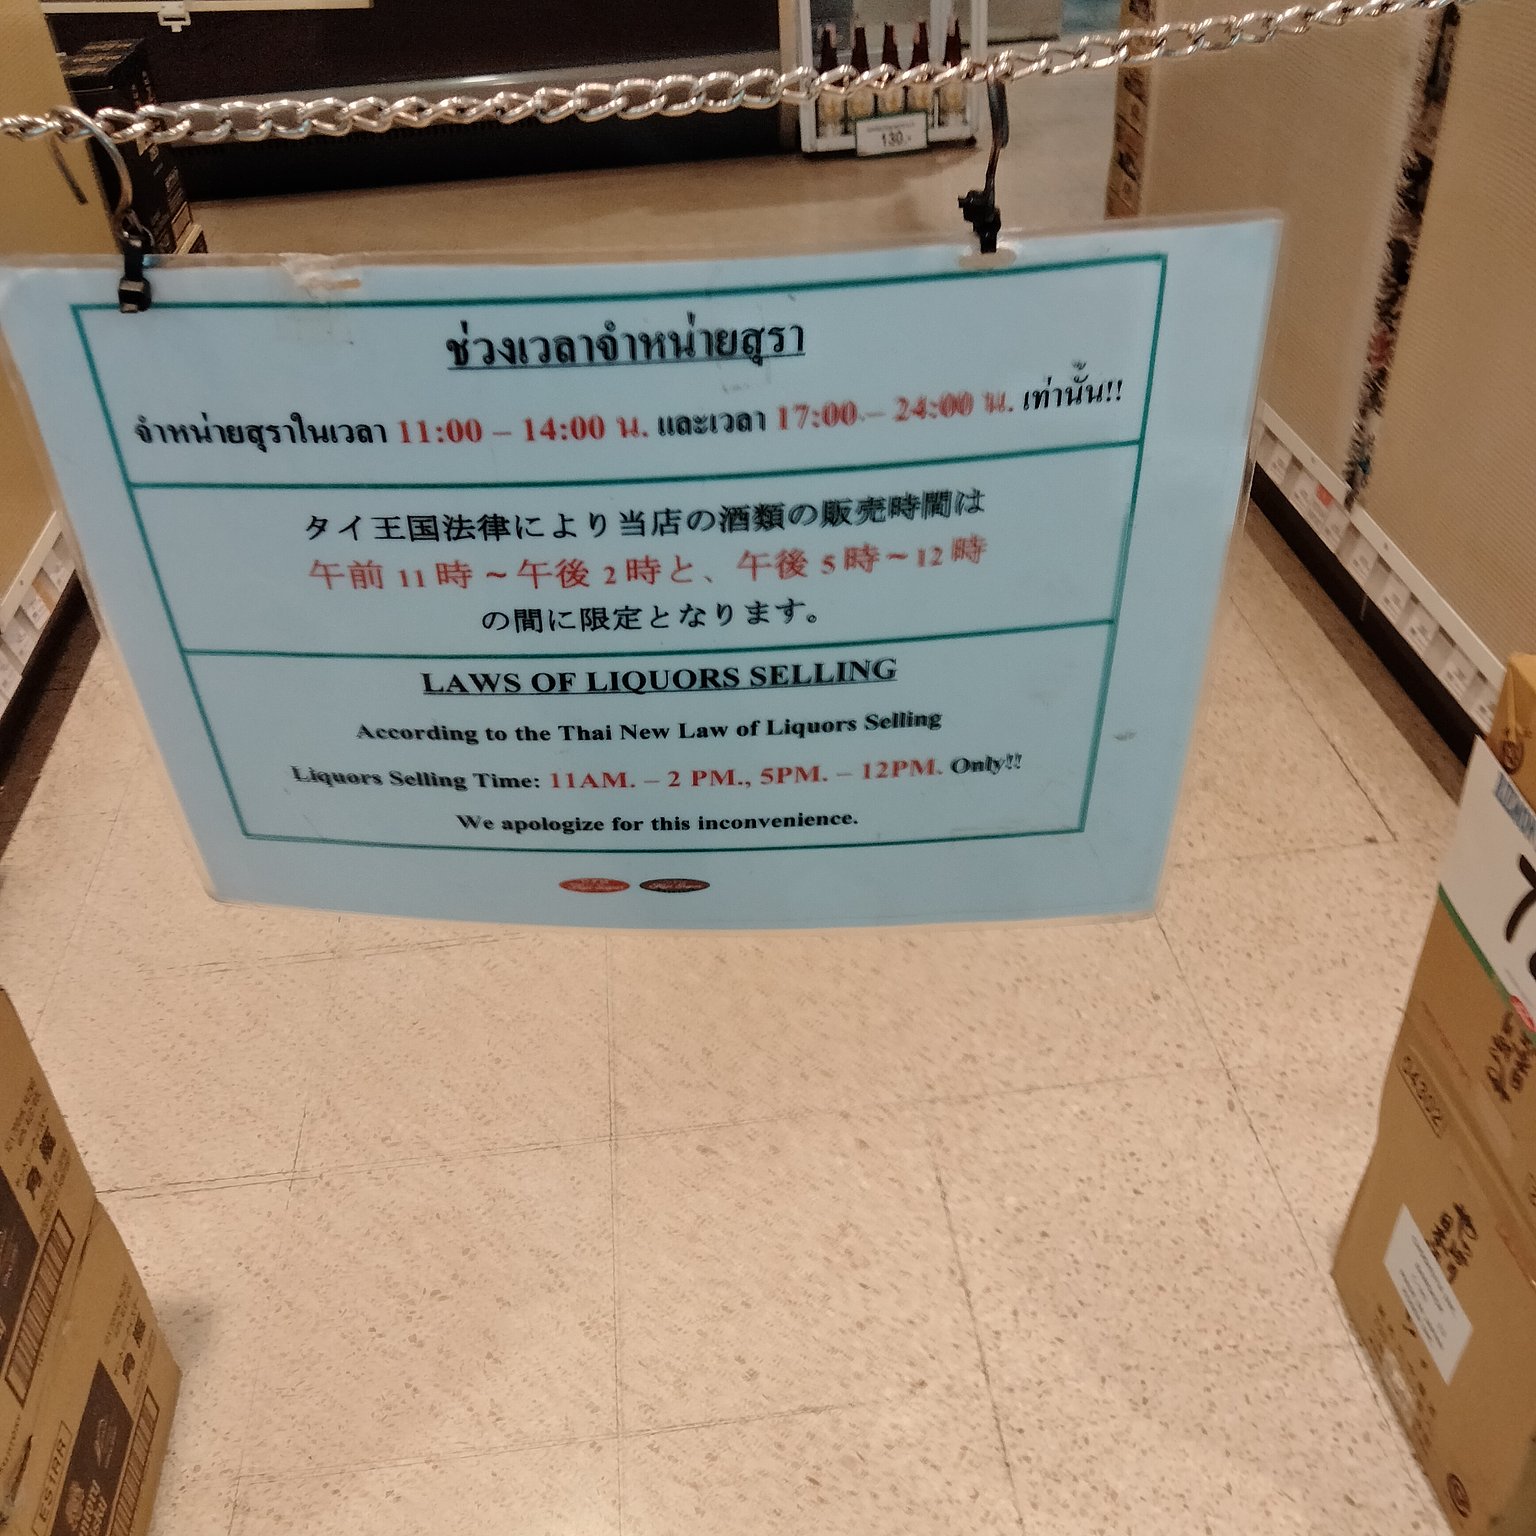 130.-
ช่วงเวลาจำหน่ายสุรา
จำหน่ายสุราในเวลา 11:00 – 14:00 น. และเวลา 17:00 – 24:00 น. เท่านั้น!!
タイ王国法律により当店の酒類の販売時間は
午前 11 時 ~ 午後 2 時と、午後 5 時 ~ 12 時
の間に限定となります。
LAWS OF LIQUORS SELLING
According to the Thai New Law of Liquors Selling
Liquors Selling Time: 11AM. – 2 PM., 5PM. – 12PM. Only!!
We apologize for this inconvenience.
04302